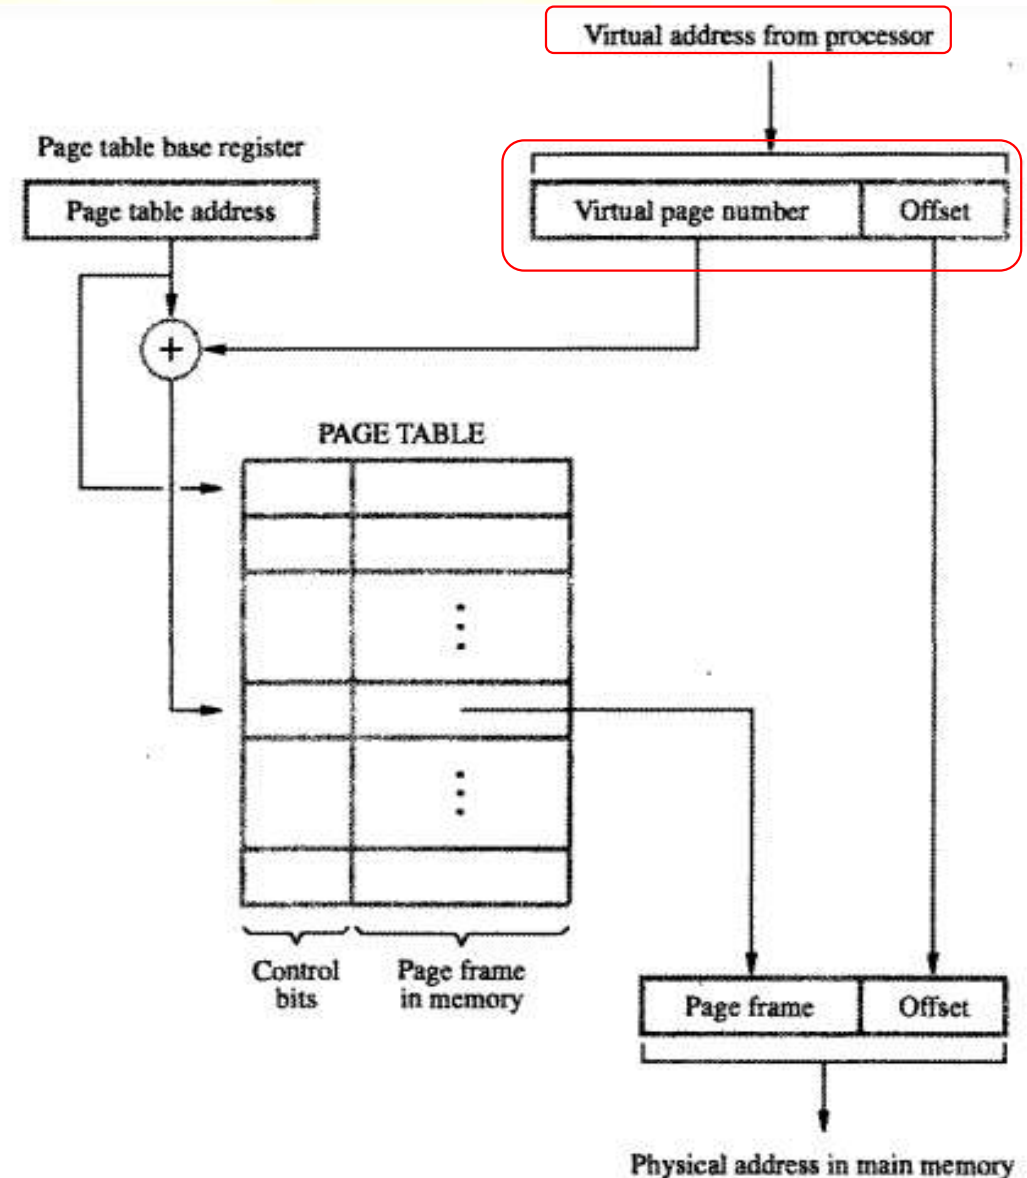 Virtual address from processor
Page table base register
Page table address
Virtual page number
Offset
+
PAGE TABLE
Control
bits
Page frame
in memory
Page frame
Offset
Physical address in main memory